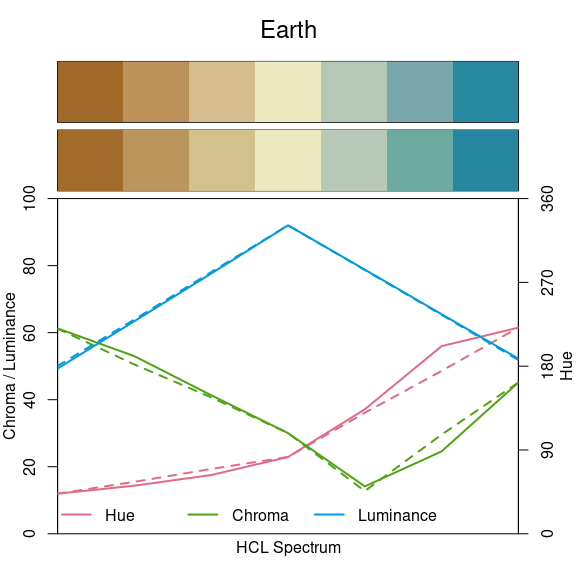 Earth
Chroma / Luminance
0
20
40
60
80
100
0
90
180
270
360
Hue
Hue
Chroma
Luminance
HCL Spectrum